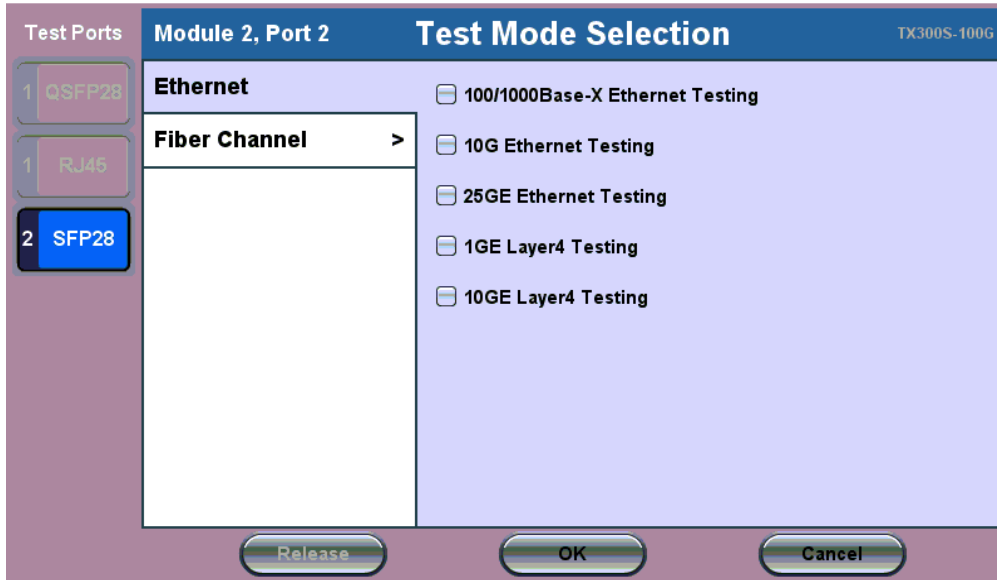 Test Ports
Module 2, Port 2
Test Mode Selection
TX300S-100G
1 QSFP28
1 RJ45
2 SFP28
Ethernet
Fiber Channel >
100/1000Base-X Ethernet Testing
10G Ethernet Testing
25GE Ethernet Testing
1GE Layer4 Testing
10GE Layer4 Testing
Release
OK
Cancel